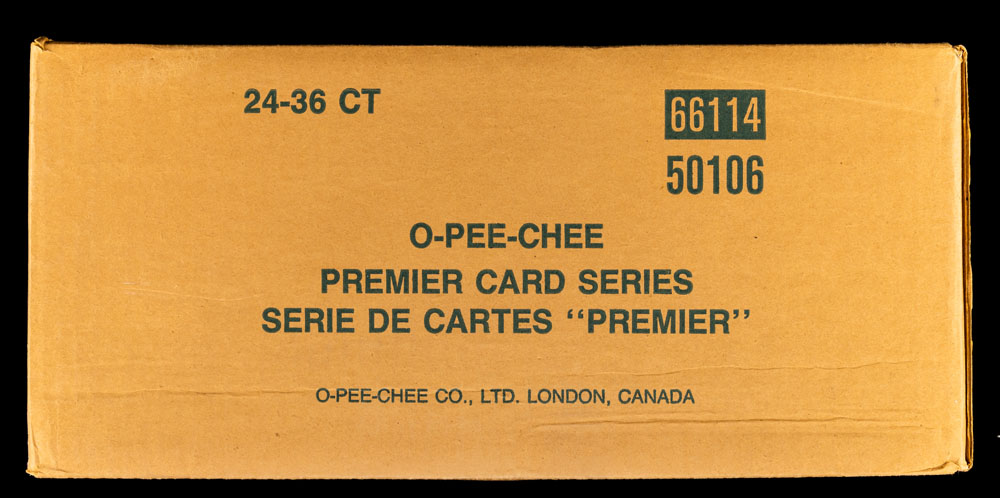 24-36 CT
66114
50106
O-PEE-CHEE
PREMIER CARD SERIES
SERIE DE CARTES “PREMIER”
O-PEE-CHEE CO., LTD. LONDON, CANADA